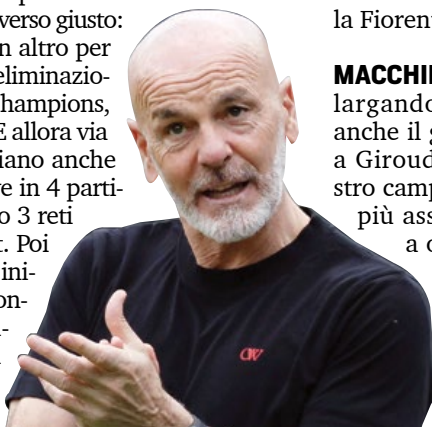 verso giusto:
n altro per
eliminazio-
hampions,
E allora via
iano anche
e in 4 parti-
o 3 reti
. Poi
ini-
on-
la Fiorent
MACCHI
largando
anche il g
a Giroud
stro camp
più ass
a c